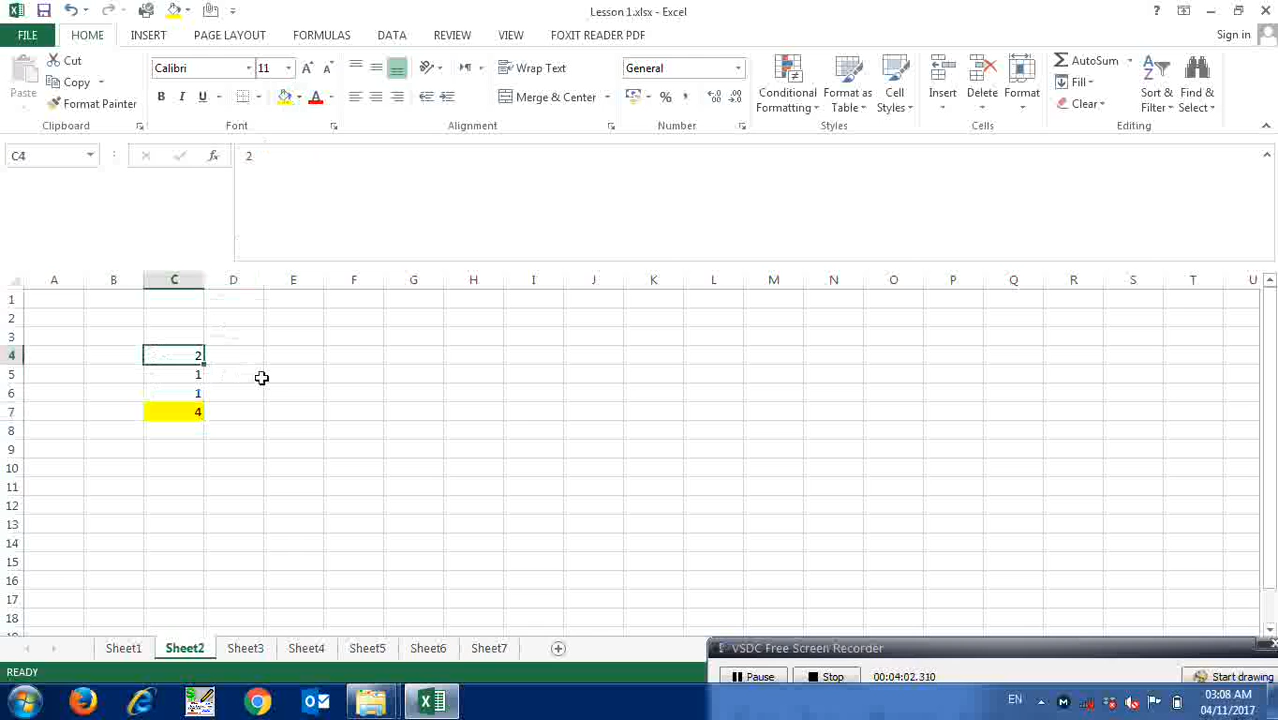 Lesson 1.xlsx - Excel
FILE HOME INSERT PAGE LAYOUT FORMULAS DATA REVIEW VIEW FOXIT READER PDF Sign in
Paste Cut Copy Format Painter
Clipboard
Calibri 11
B I U A
Font
Wrap Text
Merge & Center
Alignment
General
%
Number
Conditional Formatting
Format as Table
Cell Styles
Styles
Insert Delete Format
Cells
AutoSum
Fill
Clear
Sort & Filter
Find & Select
Editing
C4 fx 2
A B C D E F G H I J K L M N O P Q R S T U
1
2
3
4 2
5 1
6 1
7 4
8
9
10
11
12
13
14
15
16
17
18
Sheet1 Sheet2 Sheet3 Sheet4 Sheet5 Sheet6 Sheet7
VSDC Free Screen Recorder
Pause Stop 00:04:02.310 Start drawing
READY
EN 03:08 AM
04/11/2017